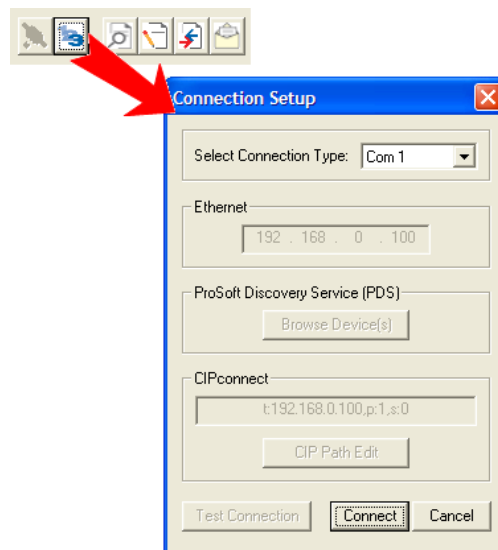 Connection Setup
Select Connection Type: Com 1
Ethernet
192 . 168 . 0 . 100
ProSoft Discovery Service (PDS)
Browse Device(s)
CIPconnect
t:192.168.0.100,p:1,s:0
CIP Path Edit
Test Connection Connect Cancel